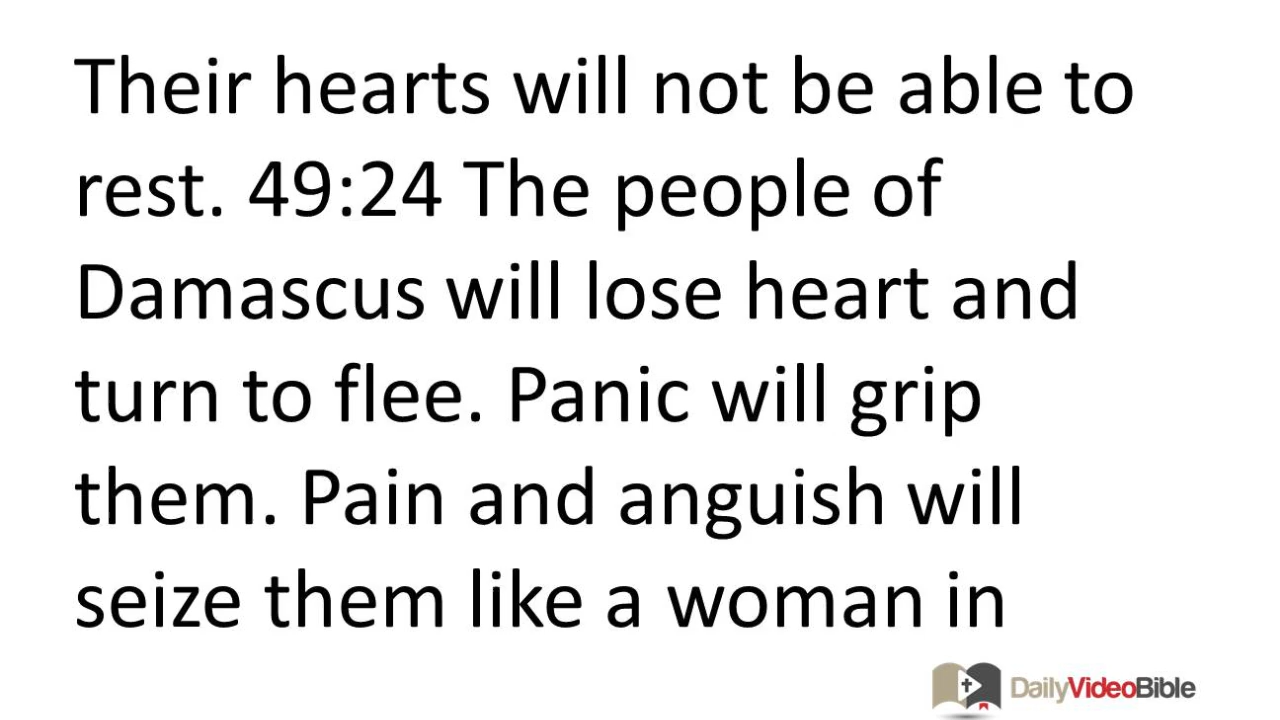 Their hearts will not be able to
rest. 49:24 The people of
Damascus will lose heart and
turn to flee. Panic will grip
them. Pain and anguish will
seize them like a woman in
DailyVideoBible